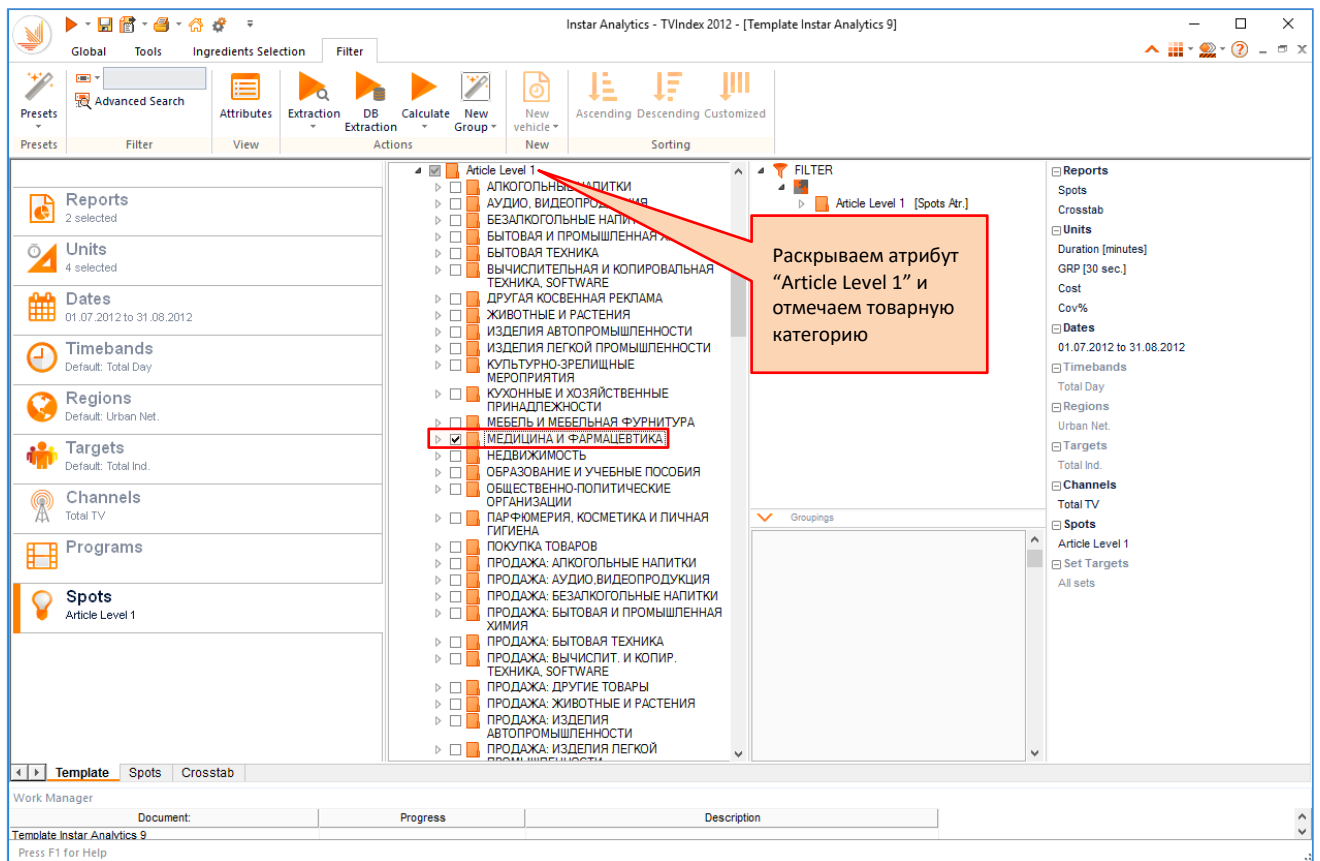 Instar Analytics - TVIndex 2012 - [Template Instar Analytics 9]
Global Tools Ingredients Selection Filter
Presets
Advanced Search
Attributes
Extraction
DB Extraction
Calculate
New Group
New vehicle
Ascending Descending Customized
Presets Filter View Actions New Sorting
Reports
2 selected
Units
4 selected
Dates
01.07.2012 to 31.08.2012
Timebands
Default: Total Day
Regions
Default: Urban Net.
Targets
Default: Total Ind.
Channels
Total TV
Programs
Spots
Article Level 1
Article Level 1
АЛКОГОЛЬНЫЕ НАПИТКИ
АУДИО, ВИДЕОПРОДУКЦИЯ
БЕЗАЛКОГОЛЬНЫЕ НАПИТ
БЫТОВАЯ И ПРОМЫШЛЕННАЯ Х
БЫТОВАЯ ТЕХНИКА
ВЫЧИСЛИТЕЛЬНАЯ И КОПИРОВАЛЬНАЯ
ТЕХНИКА, SOFTWARE
ДРУГАЯ КОСВЕННАЯ РЕКЛАМА
ЖИВОТНЫЕ И РАСТЕНИЯ
ИЗДЕЛИЯ АВТОПРОМЫШЛЕННОСТИ
ИЗДЕЛИЯ ЛЕГКОЙ ПРОМЫШЛЕННОСТИ
КУЛЬТУРНО-ЗРЕЛИЩНЫЕ
МЕРОПРИЯТИЯ
КУХОННЫЕ И ХОЗЯЙСТВЕННЫЕ
ПРИНАДЛЕЖНОСТИ
МЕБЕЛЬ И МЕБЕЛЬНАЯ ФУРНИТУРА
МЕДИЦИНА И ФАРМАЦЕВТИКА
НЕДВИЖИМОСТЬ
ОБРАЗОВАНИЕ И УЧЕБНЫЕ ПОСОБИЯ
ОБЩЕСТВЕННО-ПОЛИТИЧЕСКИЕ
ОРГАНИЗАЦИИ
ПАРФЮМЕРИЯ, КОСМЕТИКА И ЛИЧНАЯ
ГИГИЕНА
ПОКУПКА ТОВАРОВ
ПРОДАЖА: АЛКОГОЛЬНЫЕ НАПИТКИ
ПРОДАЖА: АУДИО,ВИДЕОПРОДУКЦИЯ
ПРОДАЖА: БЕЗАЛКОГОЛЬНЫЕ НАПИТКИ
ПРОДАЖА: БЫТОВАЯ И ПРОМЫШЛЕННАЯ
ХИМИЯ
ПРОДАЖА: БЫТОВАЯ ТЕХНИКА
ПРОДАЖА: ВЫЧИСЛИТ. И КОПИР.
ТЕХНИКА, SOFTWARE
ПРОДАЖА: ДРУГИЕ ТОВАРЫ
ПРОДАЖА: ЖИВОТНЫЕ И РАСТЕНИЯ
ПРОДАЖА: ИЗДЕЛИЯ
АВТОПРОМЫШЛЕННОСТИ
ПРОДАЖА: ИЗДЕЛИЯ ЛЕГКОЙ
ПРОМЫШЛЕННОСТИ
FILTER
Article Level 1 [Spots Atr.]
Раскрываем атрибут
“Article Level 1” и
отмечаем товарную
категорию
Groupings
Reports
Spots
Crosstab
Units
Duration [minutes]
GRP [30 sec.]
Cost
Cov%
Dates
01.07.2012 to 31.08.2012
Timebands
Total Day
Regions
Urban Net.
Targets
Total Ind.
Channels
Total TV
Spots
Article Level 1
Set Targets
All sets
Template Spots Crosstab
Work Manager
Document: Progress Description
Template Instar Analytics 9
Press F1 for Help